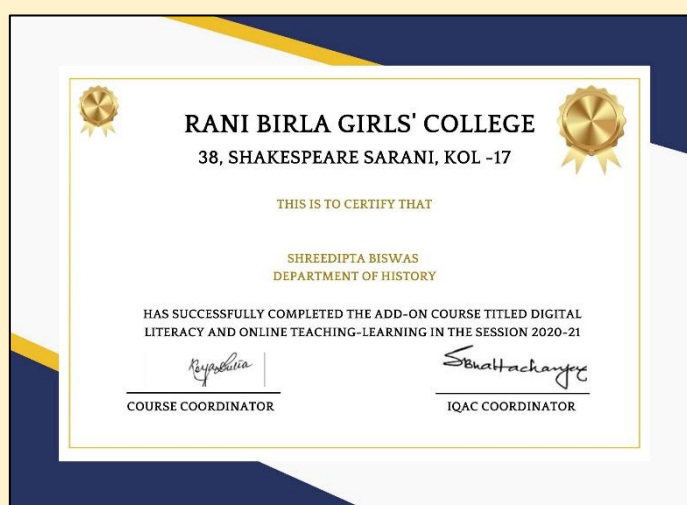 RANI BIRLA GIRLS' COLLEGE
38, SHAKESPEARE SARANI, KOL -17
THIS IS TO CERTIFY THAT
SHREEDIPTA BISWAS
DEPARTMENT OF HISTORY
HAS SUCCESSFULLY COMPLETED THE ADD-ON COURSE TITLED DIGITAL
LITERACY AND ONLINE TEACHING-LEARNING IN THE SESSION 2020-21
COURSE COORDINATOR
IQAC COORDINATOR